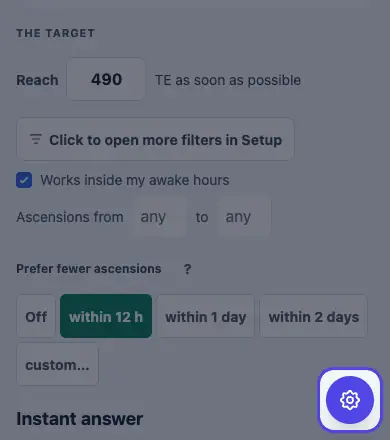 THE TARGET
Reach 490 TE as soon as possible
Click to open more filters in Setup
Works inside my awake hours
Ascensions from any to any
Prefer fewer ascensions ?
Off within 12 h within 1 day within 2 days
custom...
Instant answer